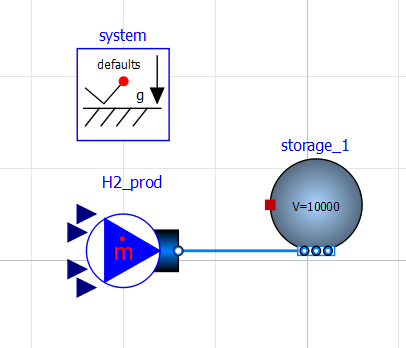 system
defaults
g
storage_1
V=10000
H2_prod
ṁ